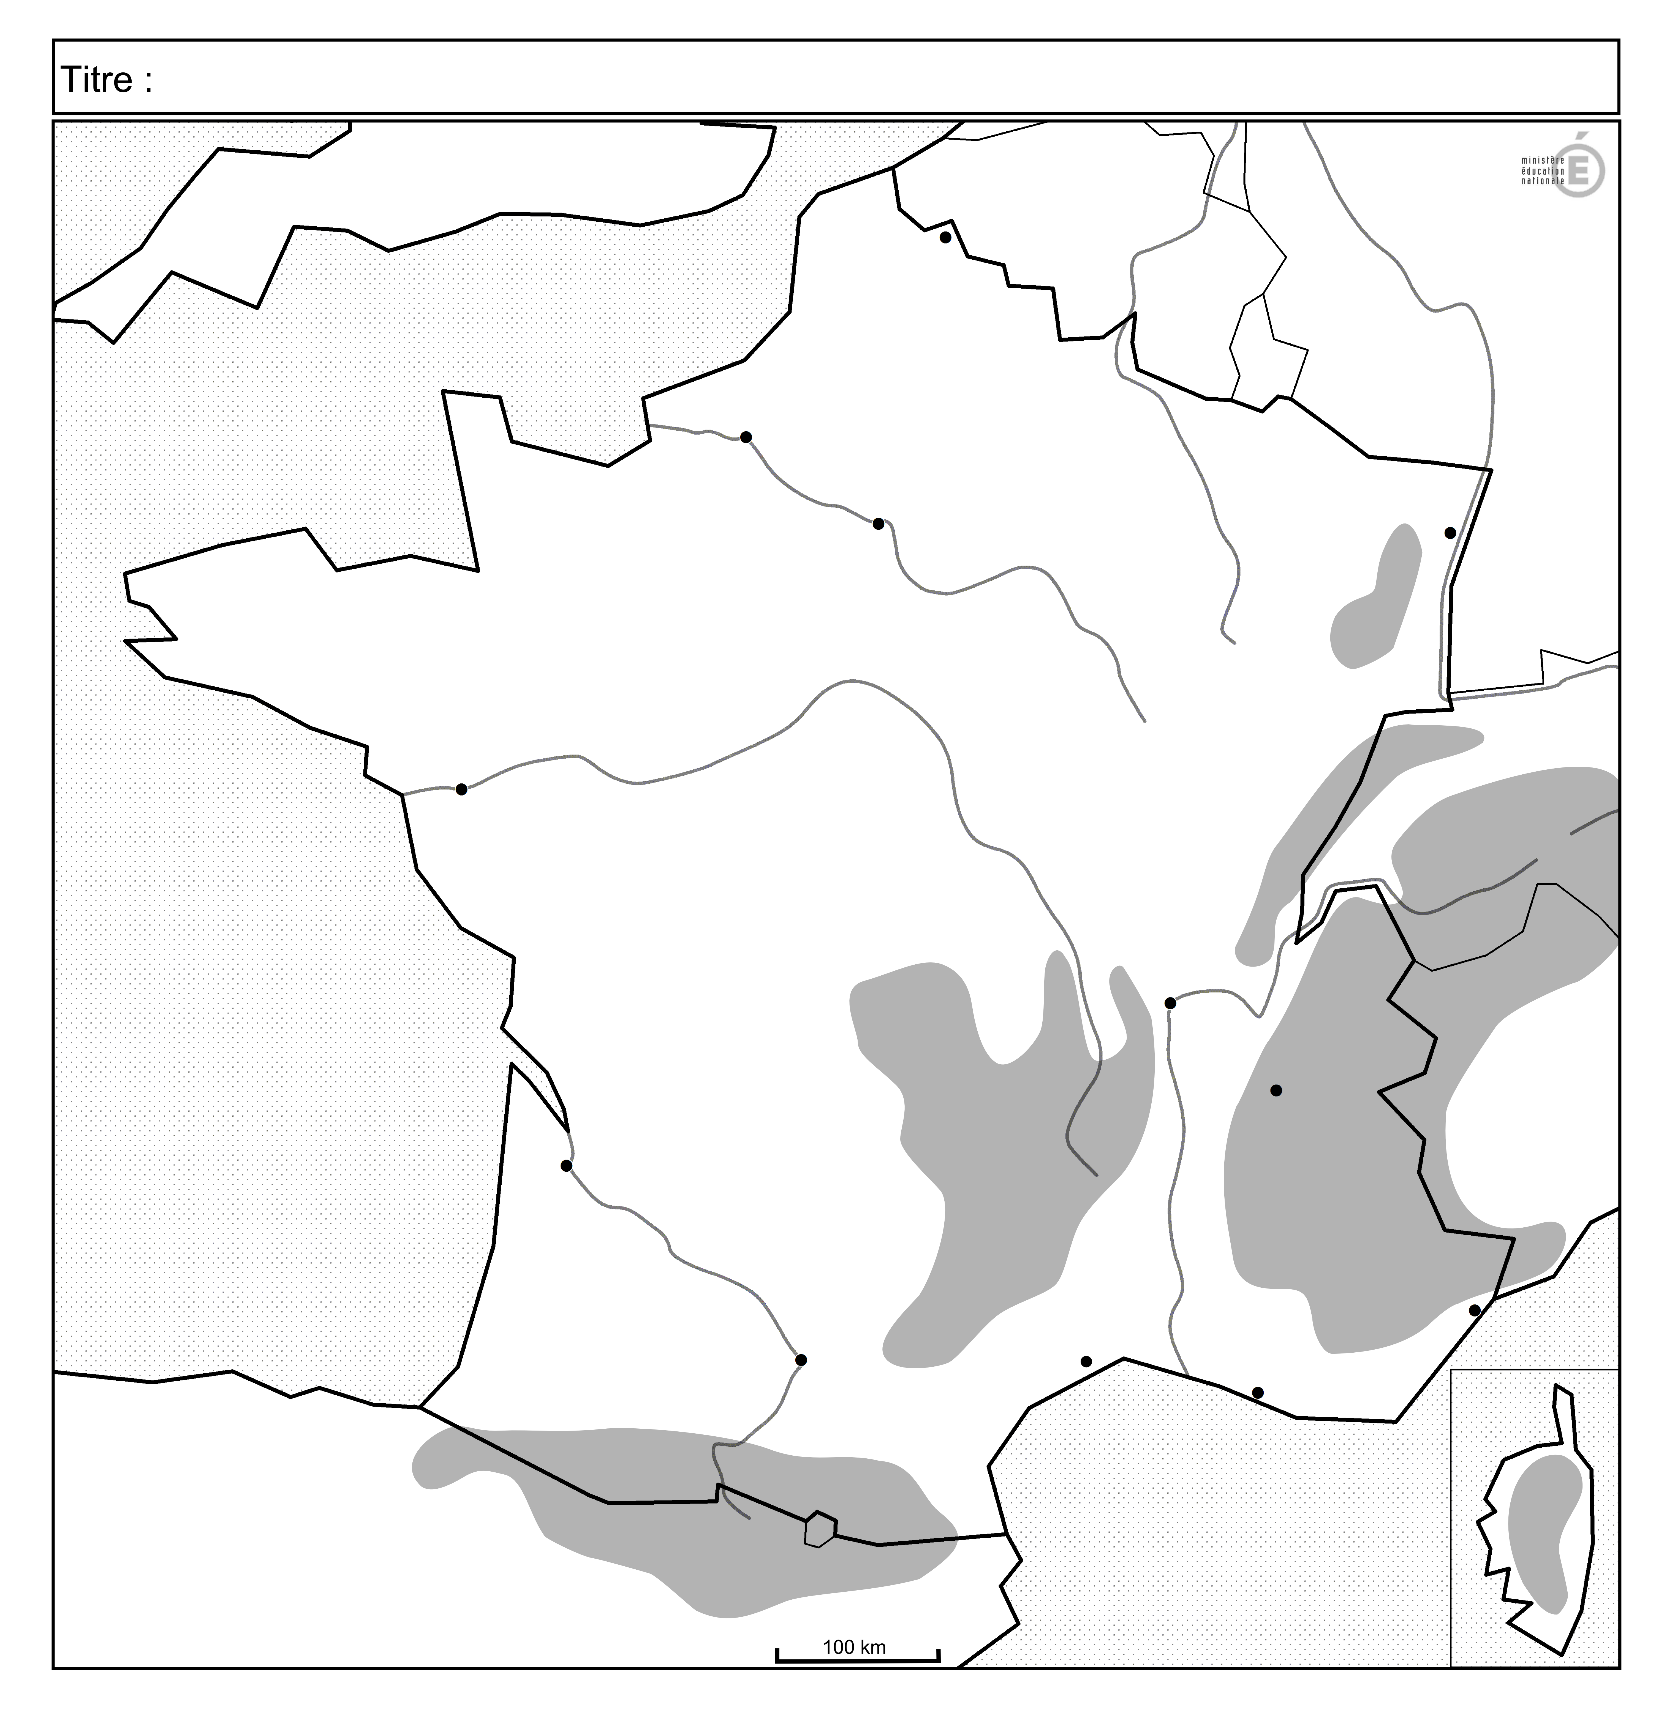 Titre :
ministère
éducation
nationale
É
100 km